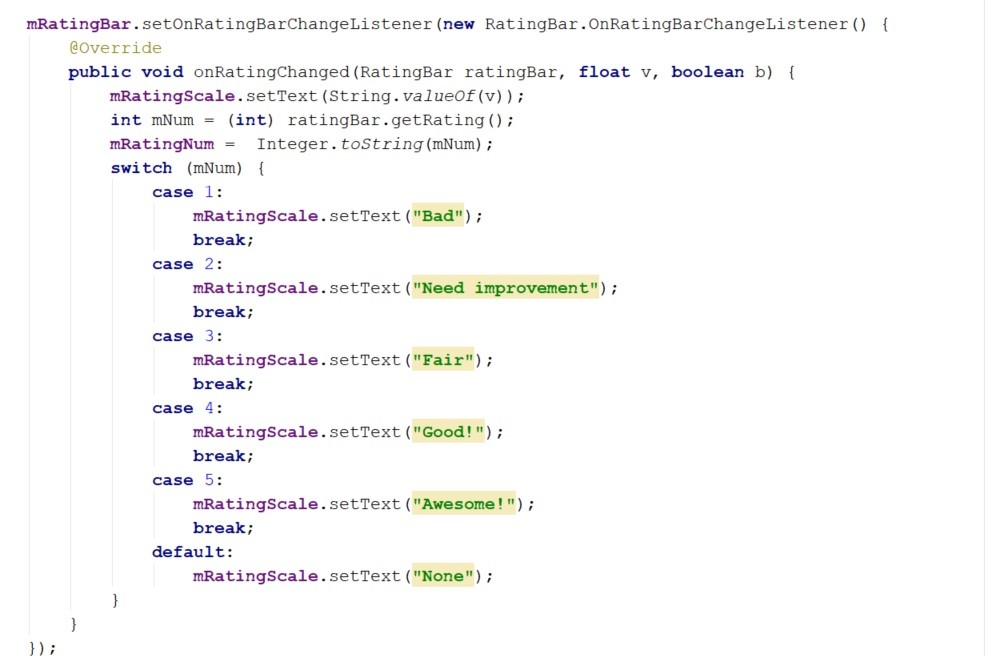 mRatingBar.setOnRatingBarChangeListener(new RatingBar.OnRatingBarChangeListener() {
    @Override
    public void onRatingChanged(RatingBar ratingBar, float v, boolean b) {
        mRatingScale.setText(String.valueOf(v));
        int mNum = (int) ratingBar.getRating();
        mRatingNum =  Integer.toString(mNum);
        switch (mNum) {
            case 1:
                mRatingScale.setText("Bad");
                break;
            case 2:
                mRatingScale.setText("Need improvement");
                break;
            case 3:
                mRatingScale.setText("Fair");
                break;
            case 4:
                mRatingScale.setText("Good!");
                break;
            case 5:
                mRatingScale.setText("Awesome!");
                break;
            default:
                mRatingScale.setText("None");
        }
    }
});